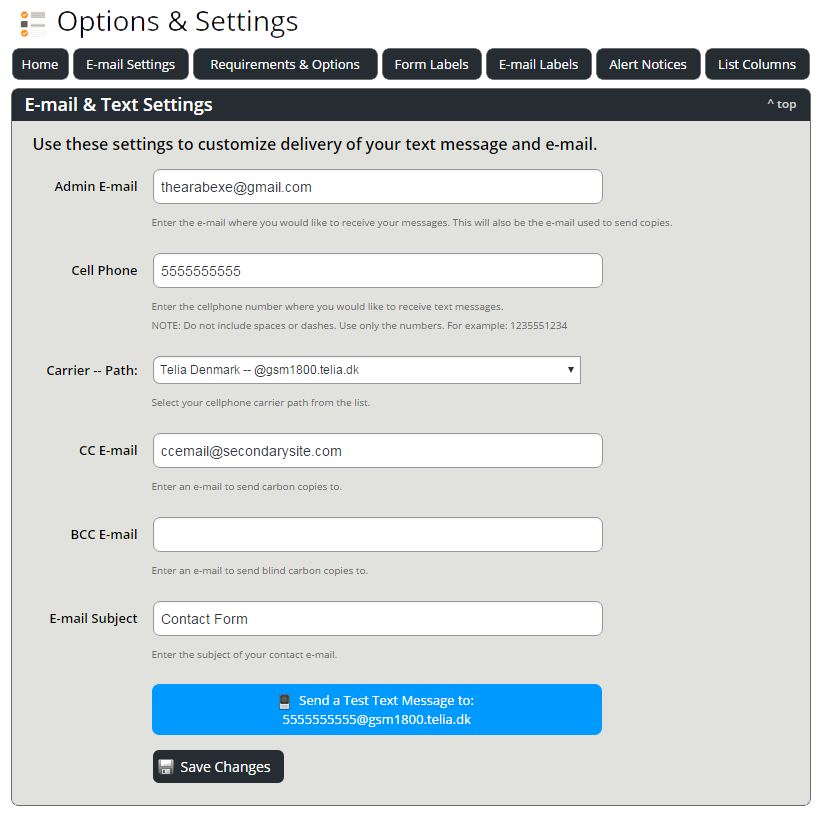 Options & Settings
Home
E-mail Settings
Requirements & Options
Form Labels
E-mail Labels
Alert Notices
List Columns
E-mail & Text Settings
^ top
Use these settings to customize delivery of your text message and e-mail.
Admin E-mail
thearabexe@gmail.com
Enter the e-mail where you would like to receive your messages. This will also be the e-mail used to send copies.
Cell Phone
5555555555
Enter the cellphone number where you would like to receive text messages.
NOTE: Do not include spaces or dashes. Use only the numbers. For example: 1235551234
Carrier -- Path:
Telia Denmark -- @gsm1800.telia.dk
Select your cellphone carrier path from the list.
CC E-mail
ccemail@secondarysite.com
Enter an e-mail to send carbon copies to.
BCC E-mail
Enter an e-mail to send blind carbon copies to.
E-mail Subject
Contact Form
Enter the subject of your contact e-mail.
Send a Test Text Message to:
5555555555@gsm1800.telia.dk
Save Changes